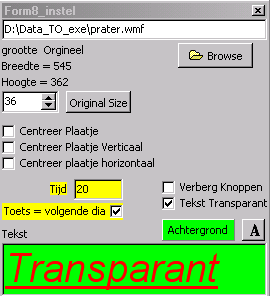 Form8_instel
D:\Data_TO_exe\prater.wmf
grootte Orgineel
Breedte = 545
Browse
Hoogte = 362
36
Original Size
Centreer Plaatje
Centreer Plaatje Verticaal
Centreer plaatje horizontaal
Tijd 20
Verberg Knoppen
Toets = volgende dia
Tekst Transparant
Tekst
Achtergrond
A
Transparant